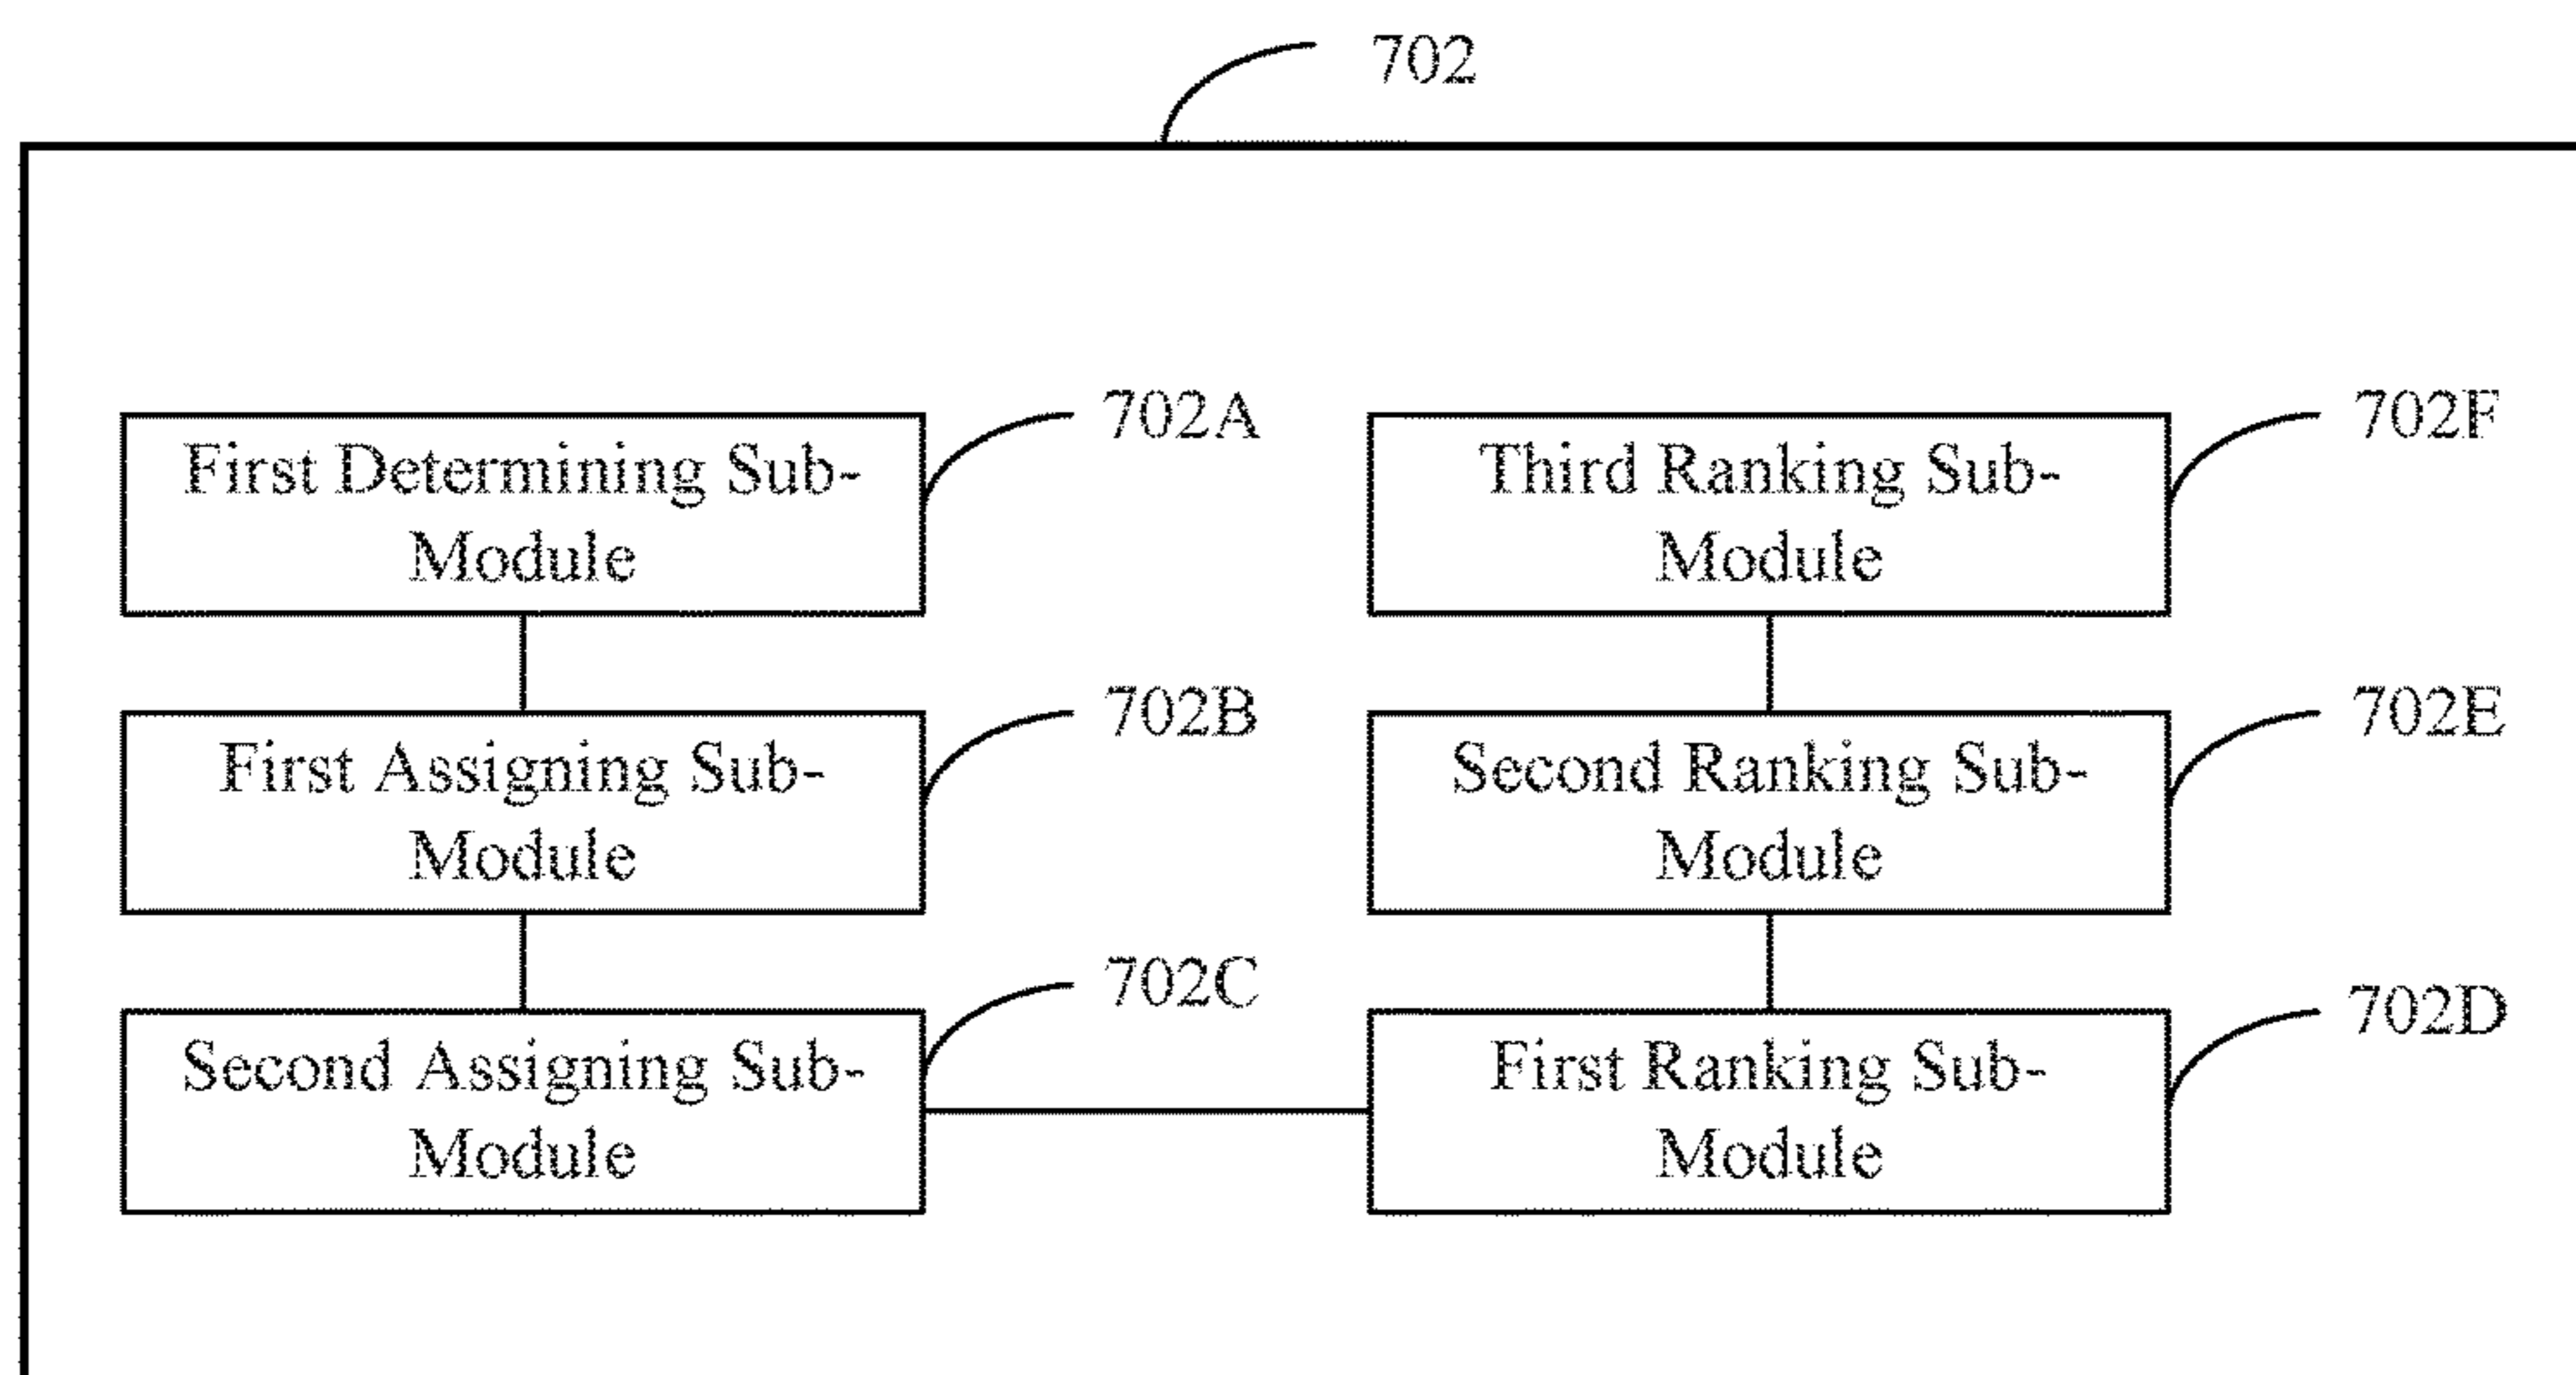 702
First Determining Sub-
Module
702A
First Assigning Sub-
Module
702B
Second Assigning Sub-
Module
702C
Third Ranking Sub-
Module
702F
Second Ranking Sub-
Module
702E
First Ranking Sub-
Module
702D